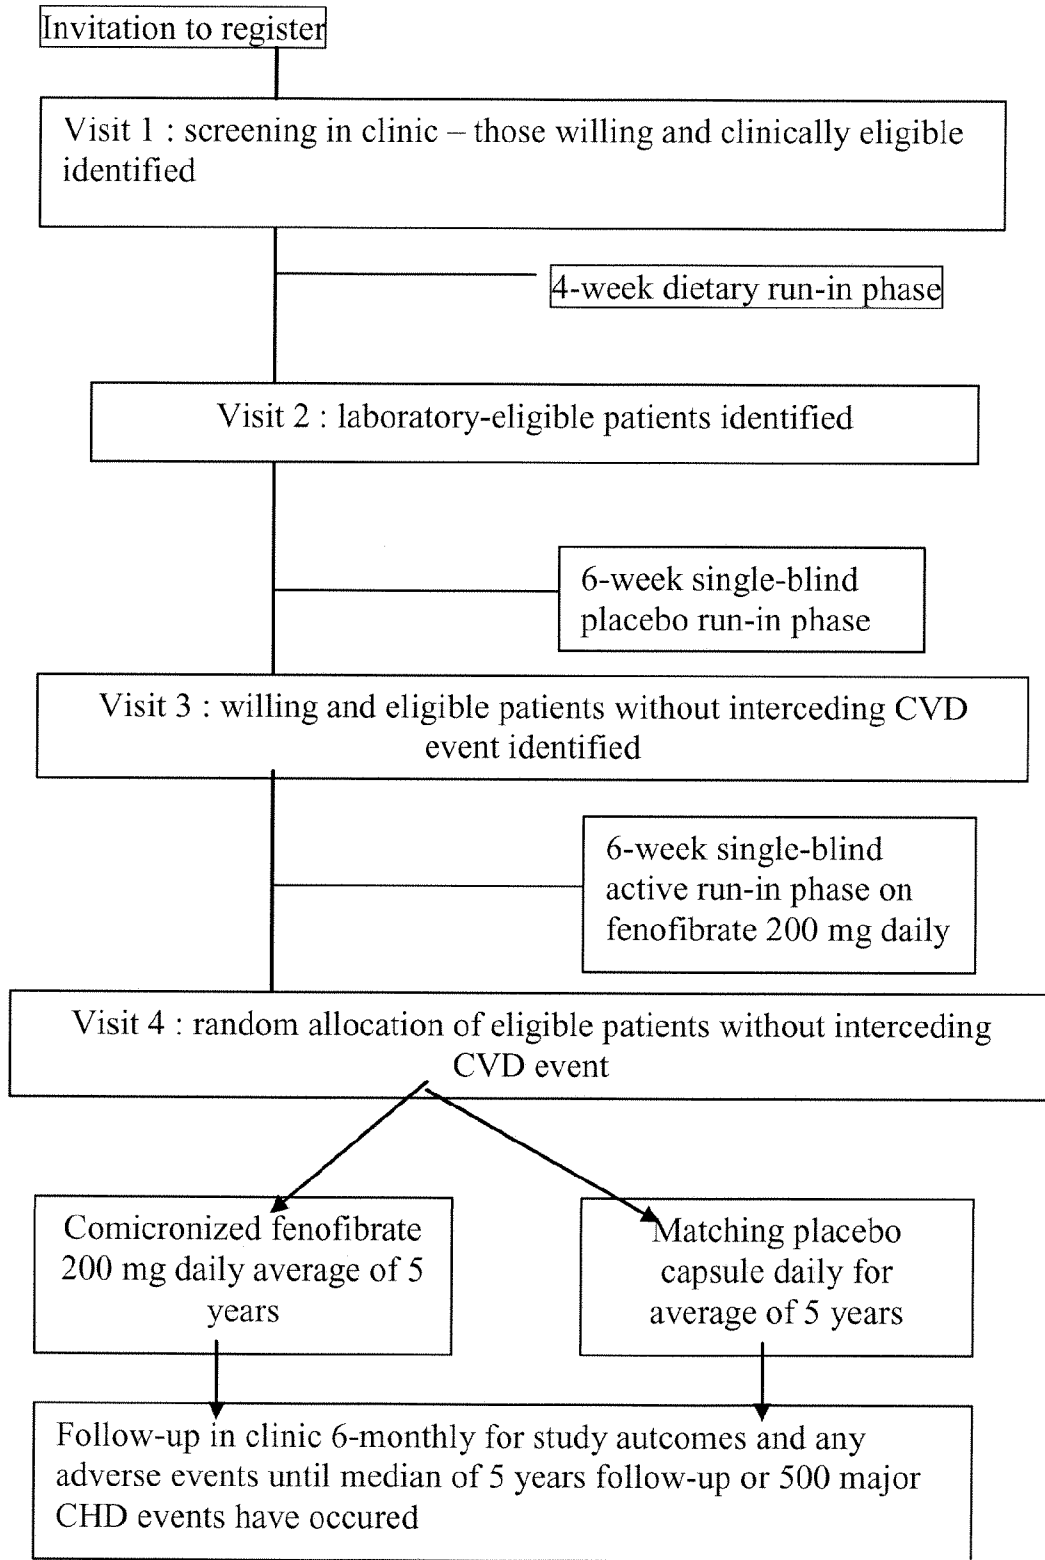 Invitation to register
Visit 1 : screening in clinic – those willing and clinically eligible
identified
4-week dietary run-in phase
Visit 2 : laboratory-eligible patients identified
6-week single-blind
placebo run-in phase
Visit 3 : willing and eligible patients without interceding CVD
event identified
6-week single-blind
active run-in phase on
fenofibrate 200 mg daily
Visit 4 : random allocation of eligible patients without interceding
CVD event
Comicronized fenofibrate
200 mg daily average of 5
years
Matching placebo
capsule daily for
average of 5 years
Follow-up in clinic 6-monthly for study autcomes and any
adverse events until median of 5 years follow-up or 500 major
CHD events have occured